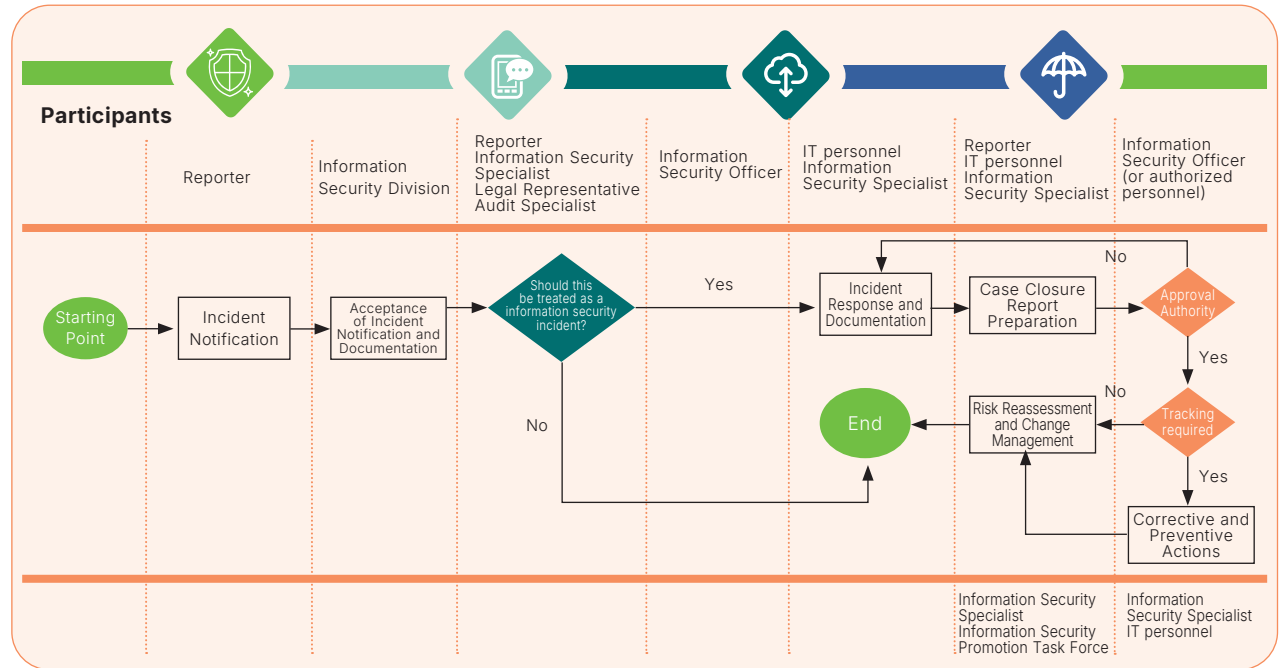 Participants
Reporter
Information
Security Division
Reporter
Information Security
Specialist
Legal Representative
Audit Specialist
Information
Security Officer
IT personnel
Information
Security Specialist
Reporter
IT personnel
Information
Security Specialist
Information
Security Officer
(or authorized
personnel)
Starting
Point
Incident
Notification
Acceptance
of Incident
Notification and
Documentation
Should this
be treated as a
information security
incident?
Yes
No
Incident
Response and
Documentation
Case Closure
Report
Preparation
No
Approval
Authority
Yes
End
Risk Reassessment
and Change
Management
No
Tracking
required
Yes
Corrective and
Preventive
Actions
Information Security
Specialist
Information Security
Promotion Task Force
Information
Security Specialist
IT personnel